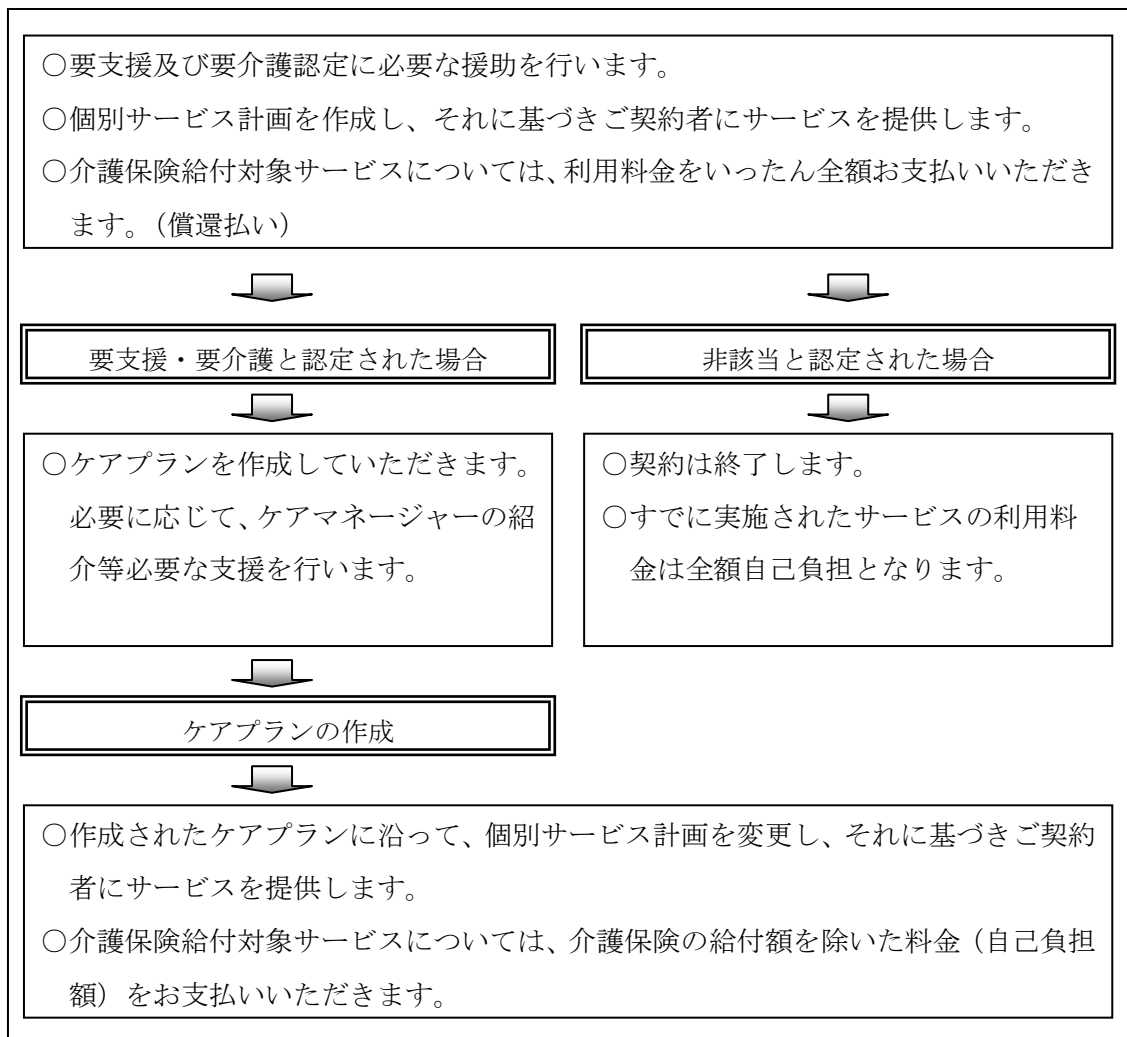 ○要支援及び要介護認定に必要な援助を行います。
○個別サービス計画を作成し、それに基づきご契約者にサービスを提供します。
○介護保険給付対象サービスについては、利用料金をいったん全額お支払いいただき
ます。（償還払い）
要支援・要介護と認定された場合
○ケアプランを作成していただきます。
必要に応じて、ケアマネージャーの紹
介等必要な支援を行います。
非該当と認定された場合
○契約は終了します。
○すでに実施されたサービスの利用料
金は全額自己負担となります。
ケアプランの作成
○作成されたケアプランに沿って、個別サービス計画を変更し、それに基づきご契約
者にサービスを提供します。
○介護保険給付対象サービスについては、介護保険の給付額を除いた料金（自己負担
額）をお支払いいただきます。